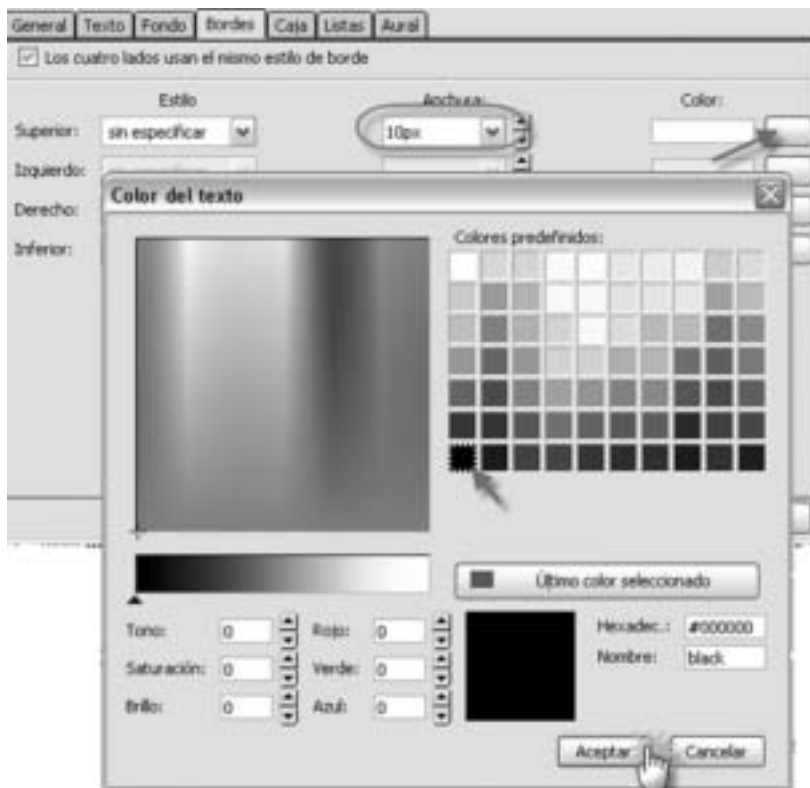 General Texto Fondo Bordes Caja Listas Aural
Los cuatro lados usan el mismo estilo de borde
Estilo Anchura: Color:
Superior: sin especificar 10px
Izquierdo: sin especificar
Derecho:
Inferior:
Color del texto
Colores predefinidos:
Último color seleccionado
Tono: 0 Rojo: 0 Hexadec.: #000000
Saturación: 0 Verde: 0 Nombre: black
Brillo: 0 Azul: 0
Aceptar Cancelar